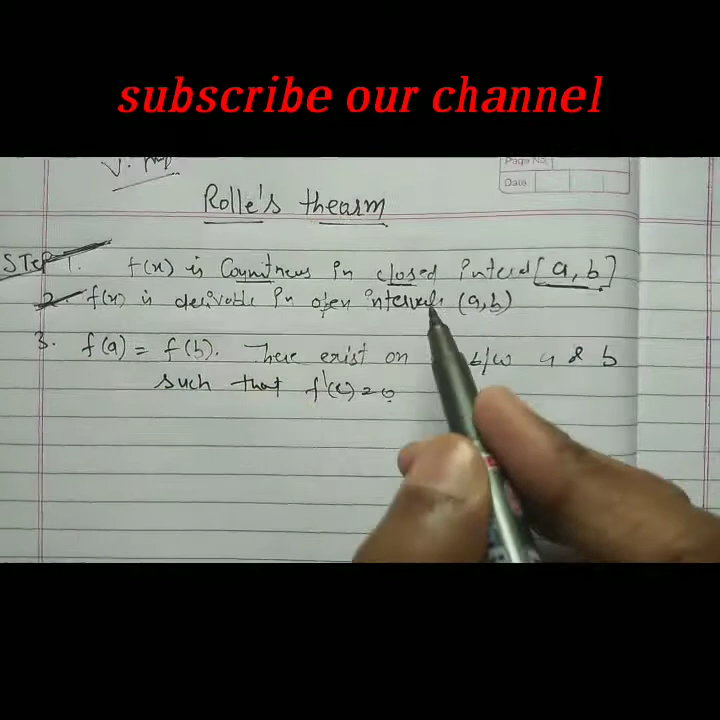 subscribe our channel
Page No.
Date
Rolle's thearm
STEP 1. f(x) is Cognitneus in closed interval [a, b]
2. f(x) is derivable in open interval (a,b)
3. f(a) = f(b). There exist on b/w a & b
such that f'(c) = 0